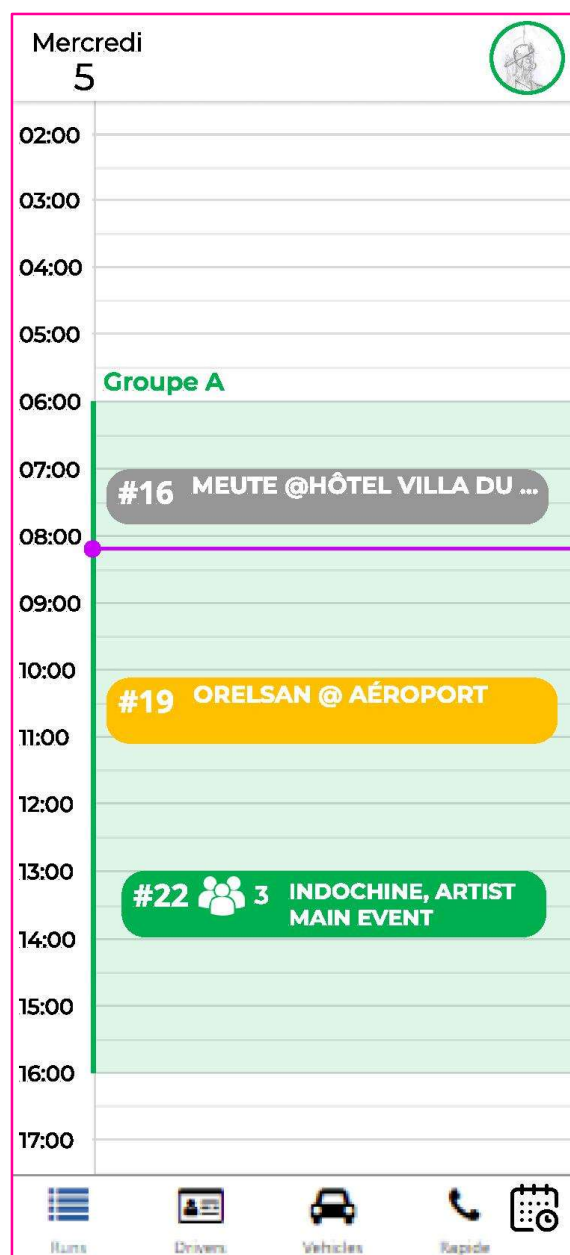 Mercredi
5
02:00
03:00
04:00
05:00
Groupe A
06:00
07:00
#16 MEUTE @HÔTEL VILLA DU ...
08:00
09:00
10:00
#19 ORELSAN @ AÉROPORT
11:00
12:00
13:00
#22 3 INDOCHINE, ARTIST
MAIN EVENT
14:00
15:00
16:00
17:00
Runs Drivers Vehicles Rapide